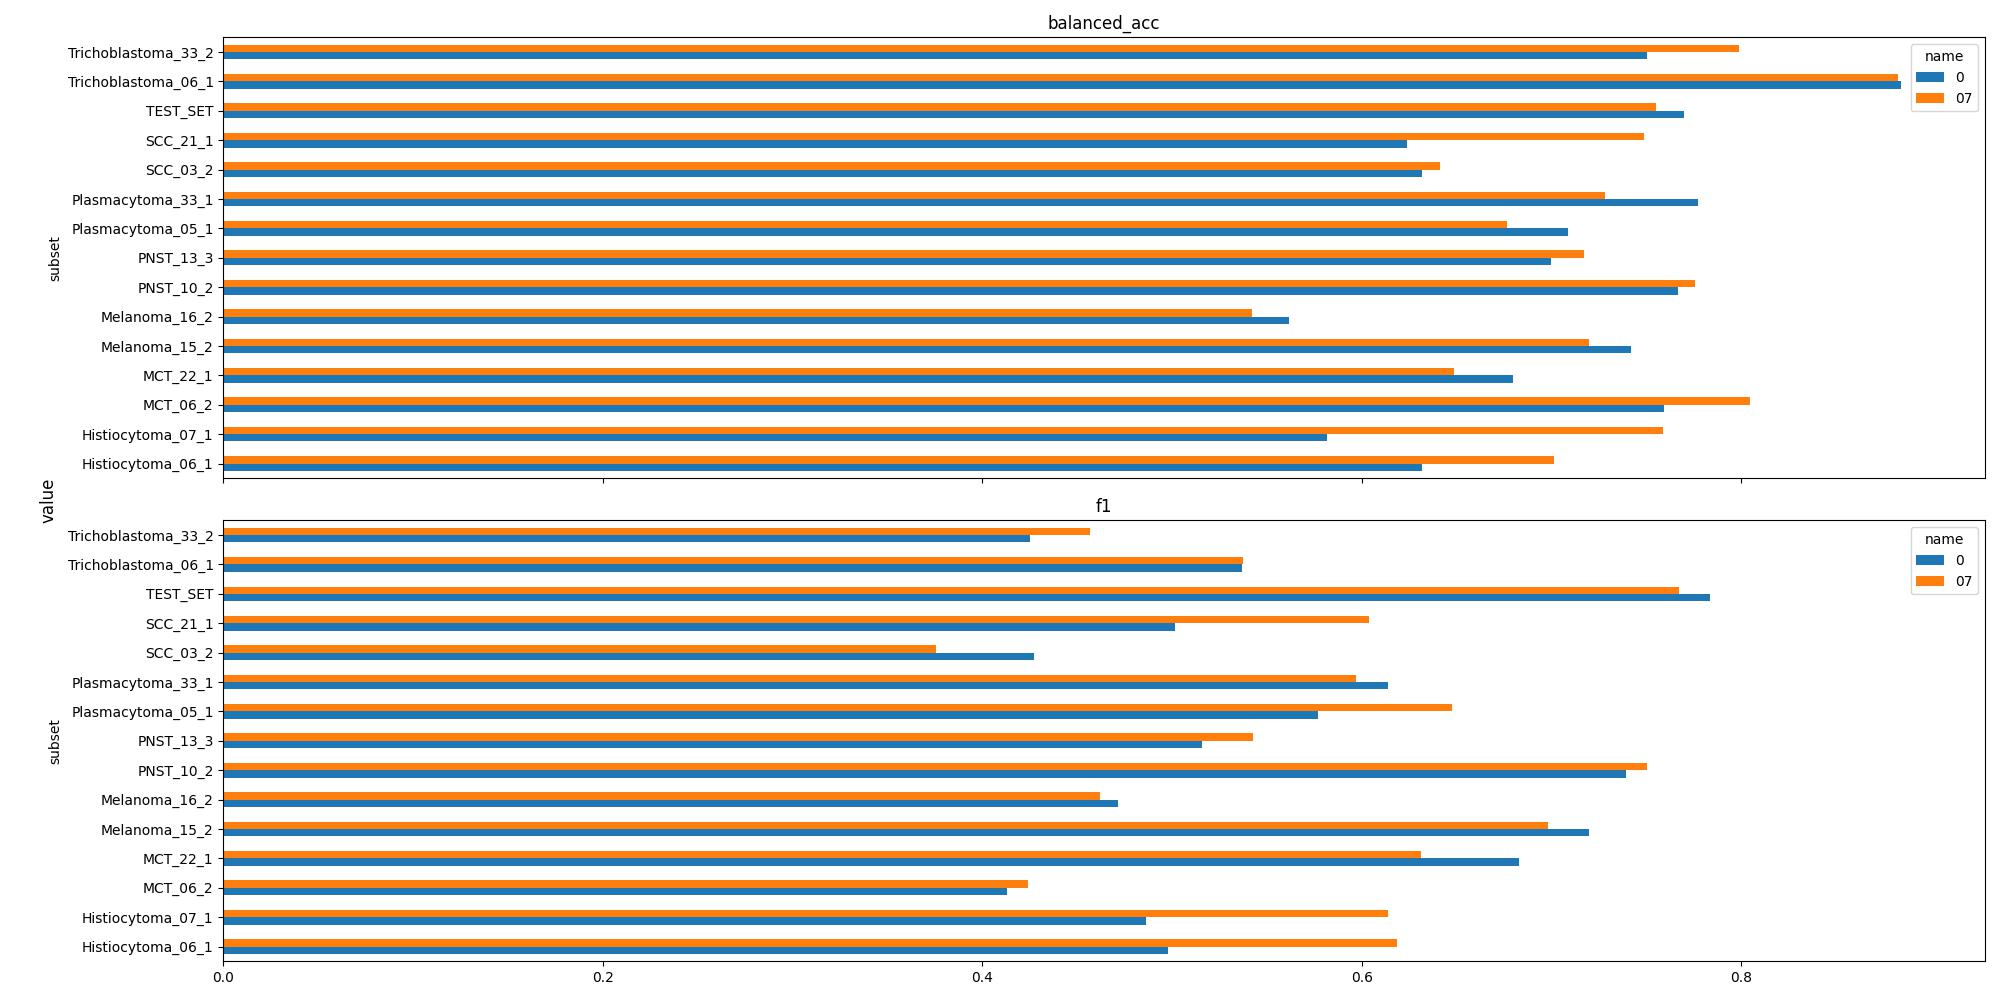 balanced_acc
Trichoblastoma_33_2
Trichoblastoma_06_1
TEST_SET
SCC_21_1
SCC_03_2
Plasmacytoma_33_1
Plasmacytoma_05_1
PNST_13_3
PNST_10_2
Melanoma_16_2
Melanoma_15_2
MCT_22_1
MCT_06_2
Histiocytoma_07_1
Histiocytoma_06_1
subset
name
0
07
value
f1
Trichoblastoma_33_2
Trichoblastoma_06_1
TEST_SET
SCC_21_1
SCC_03_2
Plasmacytoma_33_1
Plasmacytoma_05_1
PNST_13_3
PNST_10_2
Melanoma_16_2
Melanoma_15_2
MCT_22_1
MCT_06_2
Histiocytoma_07_1
Histiocytoma_06_1
subset
name
0
07
0.0 0.2 0.4 0.6 0.8